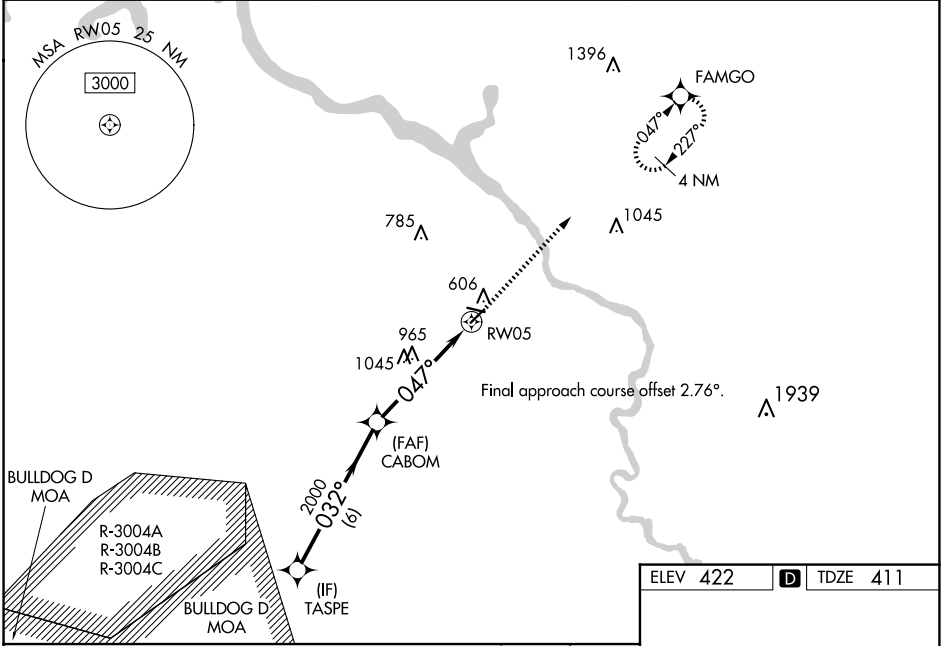 MSA RW05 25 NM
3000
1396
FAMGO
047°
227°
4 NM
1045
785
606
RW05
965
1045
047°
Final approach course offset 2.76°.
1939
(FAF)
CABOM
2000
032°
(6)
BULLDOG D
MOA
R-3004A
R-3004B
R-3004C
(IF)
TASPE
BULLDOG D
MOA
ELEV 422 D TDZE 411